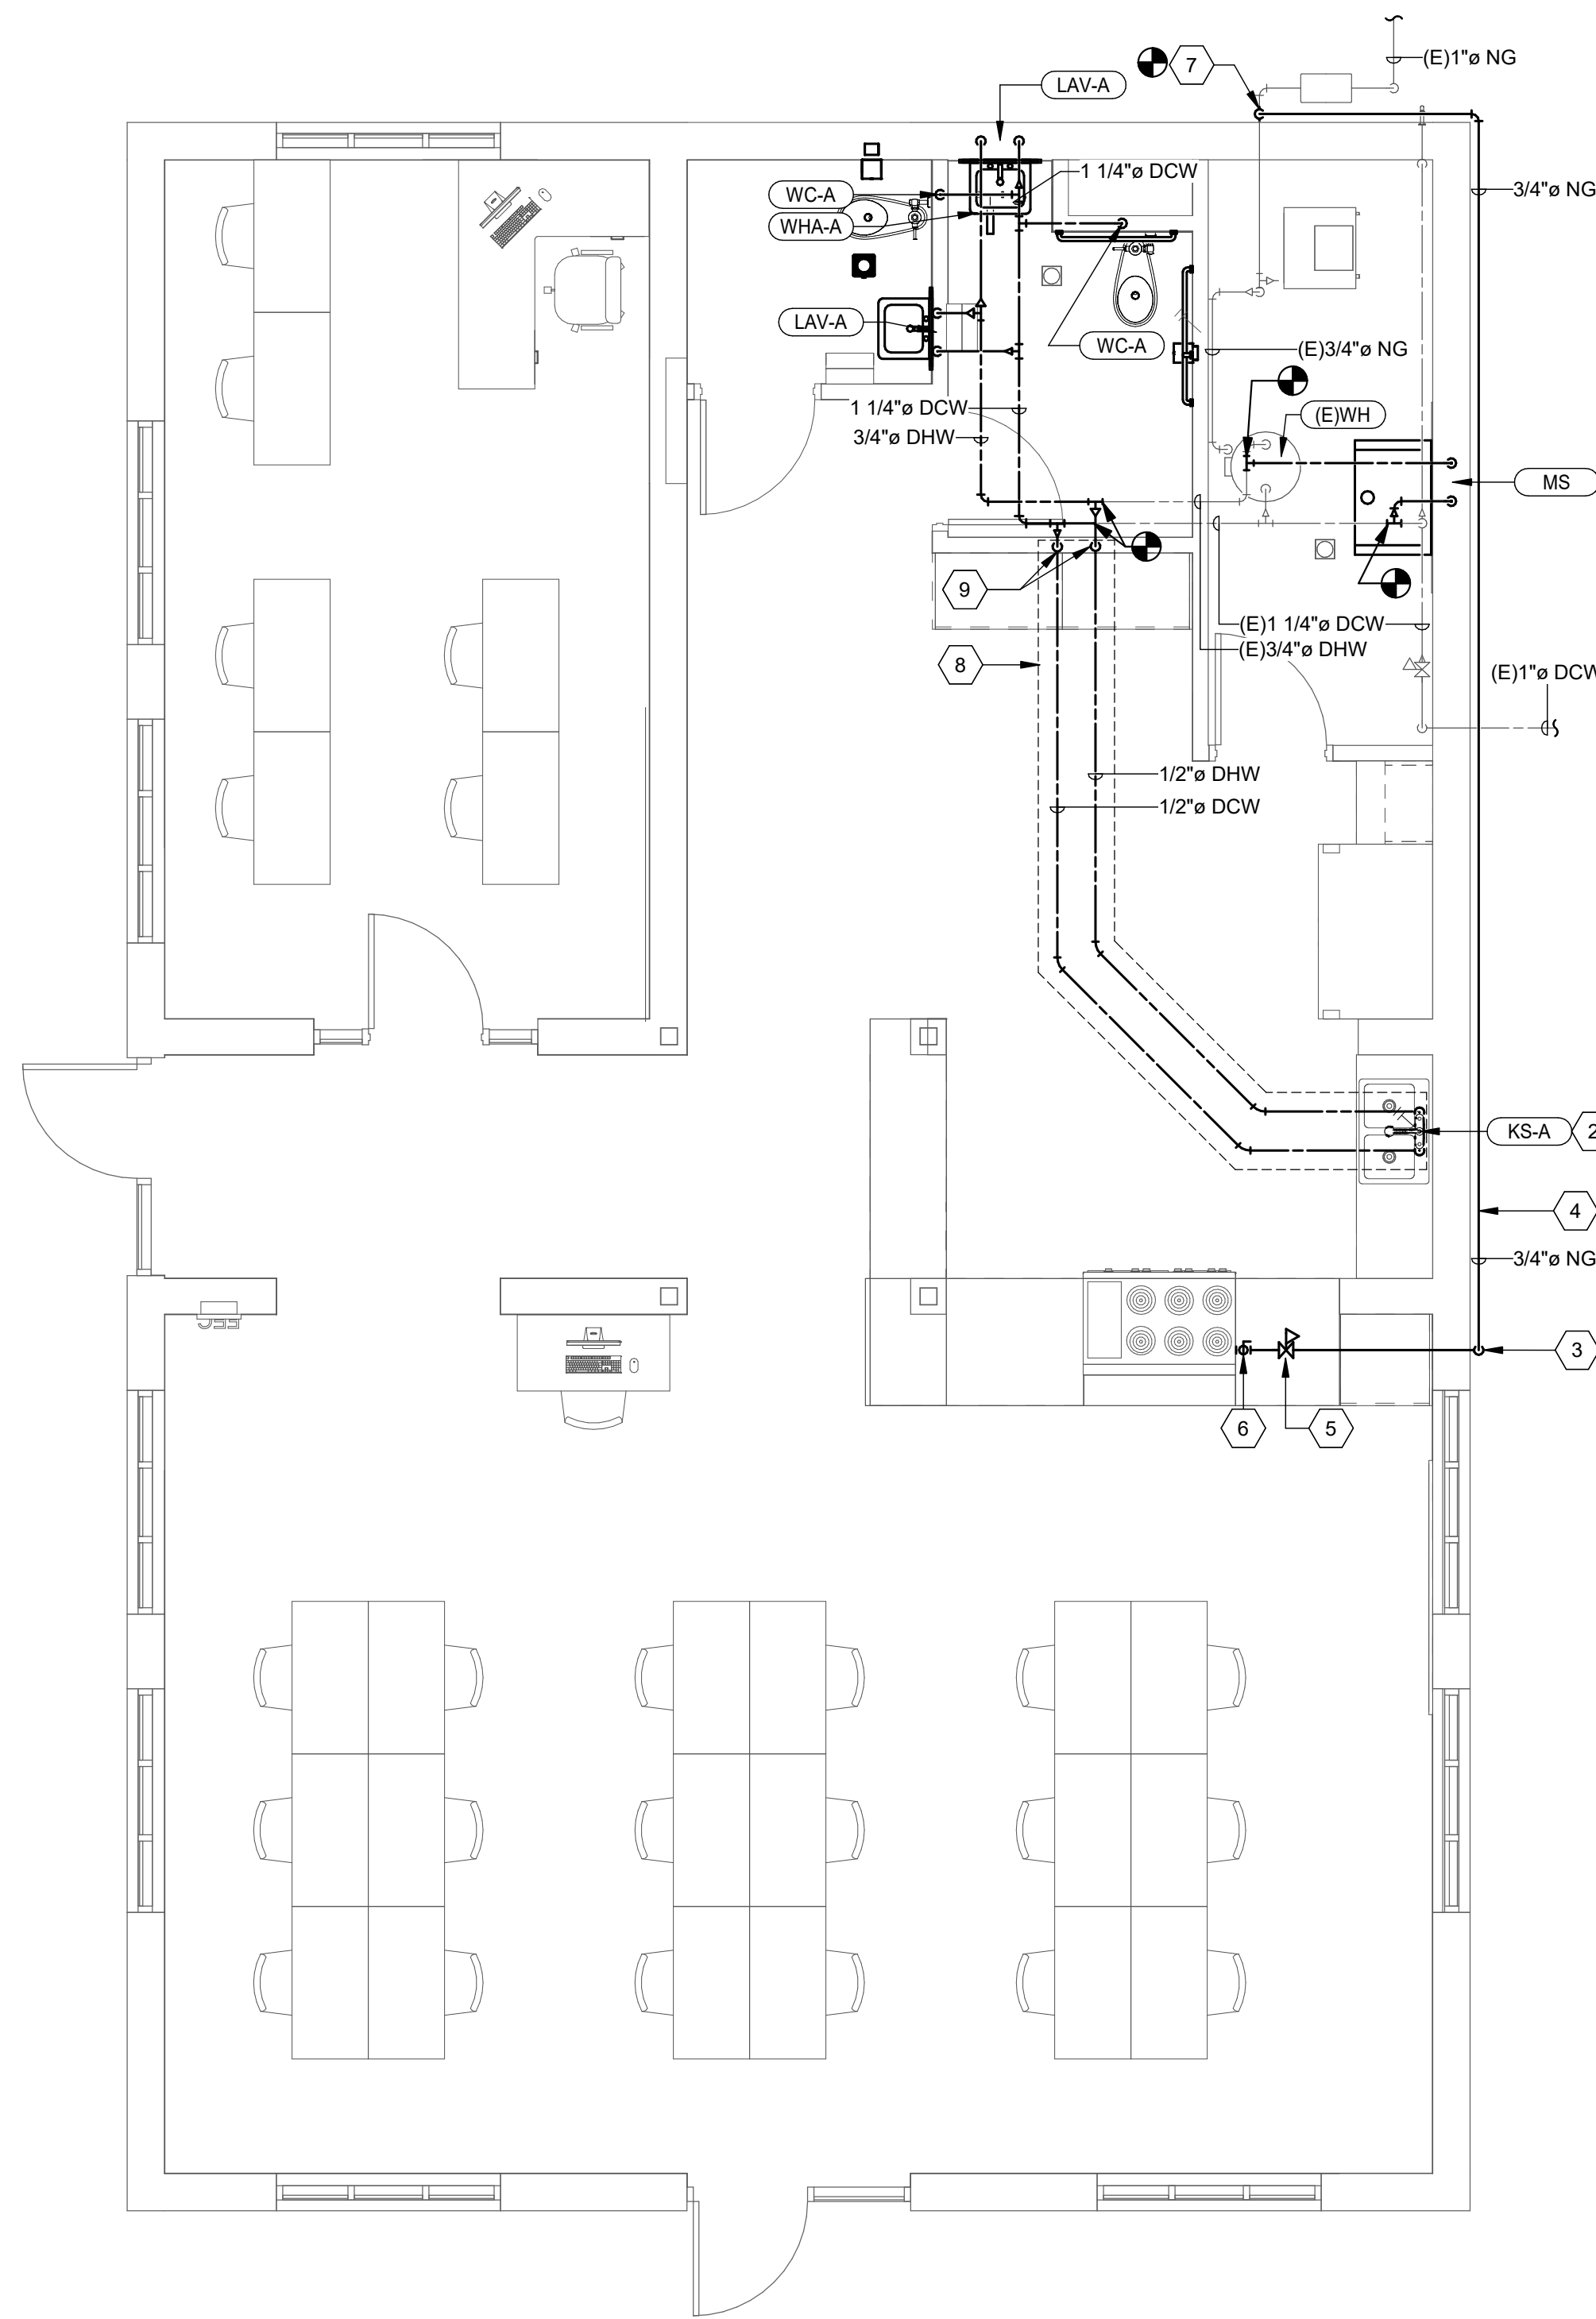 (E)1"ø NG
7
LAV-A
1 1/4"ø DCW
WC-A
3/4"ø NG
WHA-A
LAV-A
WC-A
(E)3/4"ø NG
1 1/4"ø DCW
(E)WH
3/4"ø DHW
MS
9
(E)1 1/4"ø DCW
(E)3/4"ø DHW
8
(E)1"ø DCW
1/2"ø DHW
1/2"ø DCW
KS-A 2
4
3/4"ø NG
3
6
5